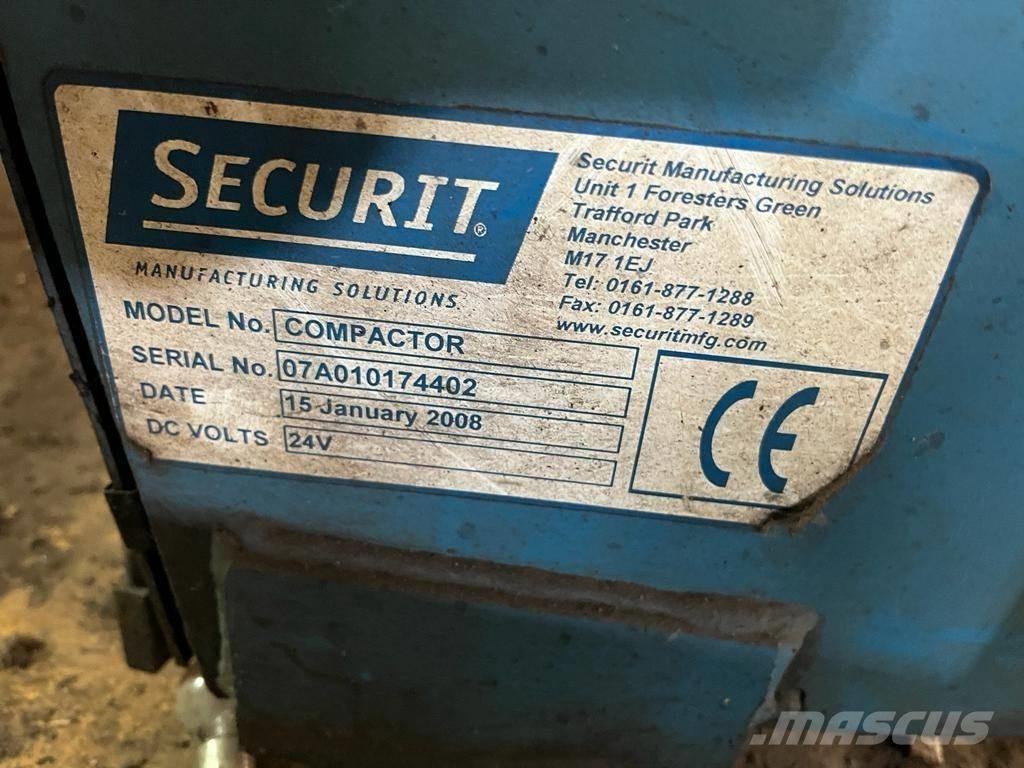 SECURIT®
MANUFACTURING SOLUTIONS
Securit Manufacturing Solutions
Unit 1 Foresters Green
Trafford Park
Manchester
M17 1EJ
Tel: 0161-877-1288
Fax: 0161-877-1289
www.securitmfg.com
MODEL No. COMPACTOR
SERIAL No. 07A010174402
DATE 15 January 2008
DC VOLTS 24V
CE
MASCUS